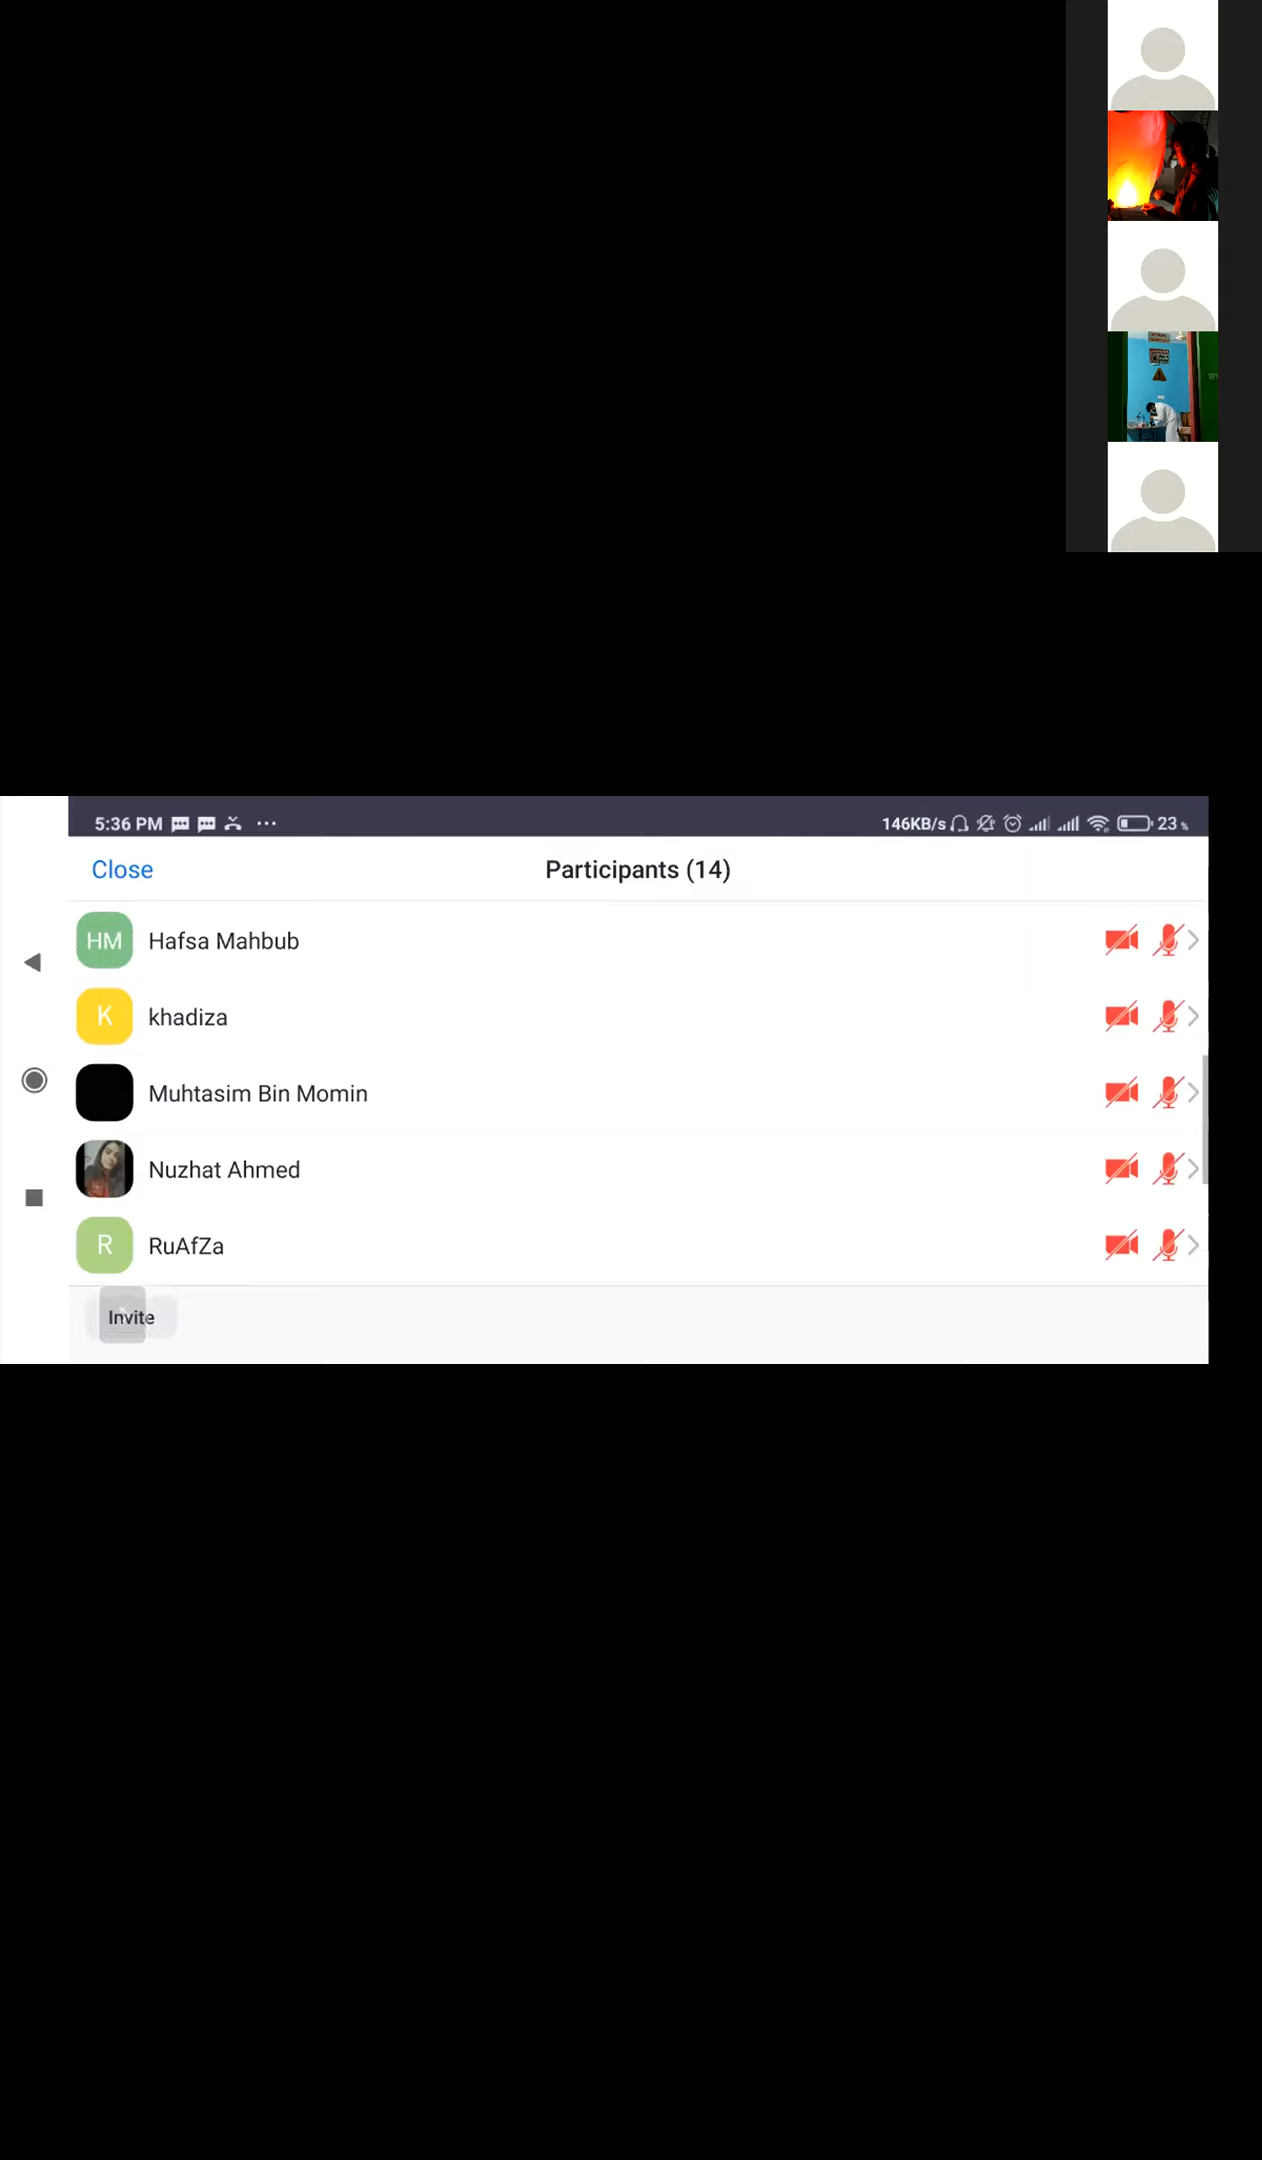 5:36 PM ... 146KB/s 23 %
Close Participants (14)
HM Hafsa Mahbub
K khadiza
Muhtasim Bin Momin
Nuzhat Ahmed
R RuAfZa
Invite